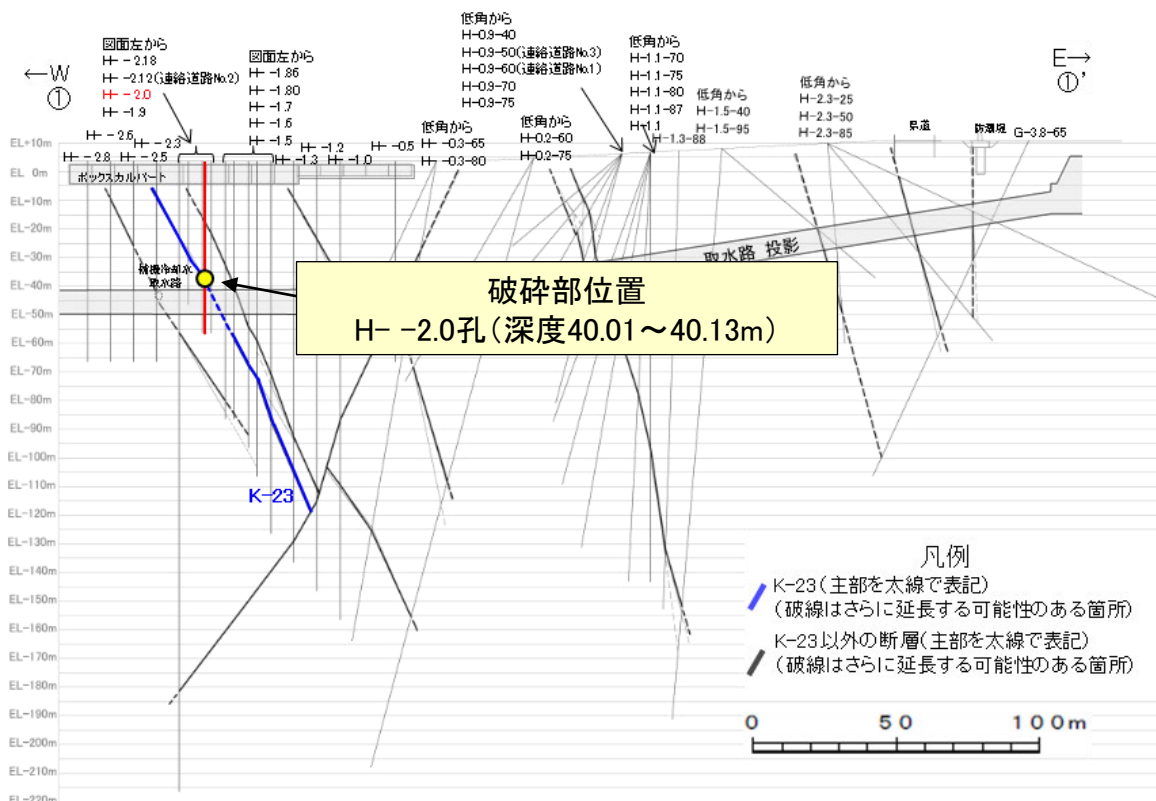 ←W
①
E→
①'
図面左から
H- -2.18
H- -2.12(連絡道路No.2)
H- -2.0
H- -1.9
図面左から
H- -1.86
H- -1.80
H- -1.7
H- -1.6
H- -1.5
低角から
H-0.9-40
H-0.9-50(連絡道路No.3)
H-0.9-60(連絡道路No.1)
H-0.9-70
H-0.9-75
低角から
H-1.1-70
H-1.1-75
H-1.1-80
H-1.1-87
H-1.1
H-1.3-88
低角から
H-1.5-40
H-1.5-95
低角から
H-2.3-25
H-2.3-50
H-2.3-85
県道
防潮堤
G-3.8-65
H- -2.6
H- -2.3
H- -2.8
H- -2.5
H- -1.3
H- -1.2
H- -1.0
H- -0.5
低角から
H- -0.3-65
H- -0.3-80
低角から
H-0.2-60
H-0.2-75
ボックスカルバート
補機冷却水
取水路
取水路 投影
破砕部位置
H- -2.0孔(深度40.01~40.13m)
K-23
EL+10m
EL 0m
EL-10m
EL-20m
EL-30m
EL-40m
EL-50m
EL-60m
EL-70m
EL-80m
EL-90m
EL-100m
EL-110m
EL-120m
EL-130m
EL-140m
EL-150m
EL-160m
EL-170m
EL-180m
EL-190m
EL-200m
EL-210m
EL-220m
凡例
K-23(主部を太線で表記)
(破線はさらに延長する可能性のある箇所)
K-23以外の断層(主部を太線で表記)
(破線はさらに延長する可能性のある箇所)
0 50 100m